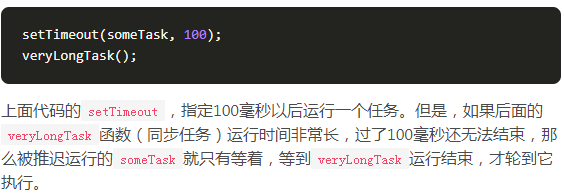 setTimeout(someTask, 100);
veryLongTask();
上面代码的 setTimeout ，指定100毫秒以后运行一个任务。但是，如果后面的
veryLongTask 函数（同步任务）运行时间非常长，过了100毫秒还无法结束，那
么被推迟运行的 someTask 就只有等着，等到 veryLongTask 运行结束，才轮到它
执行。